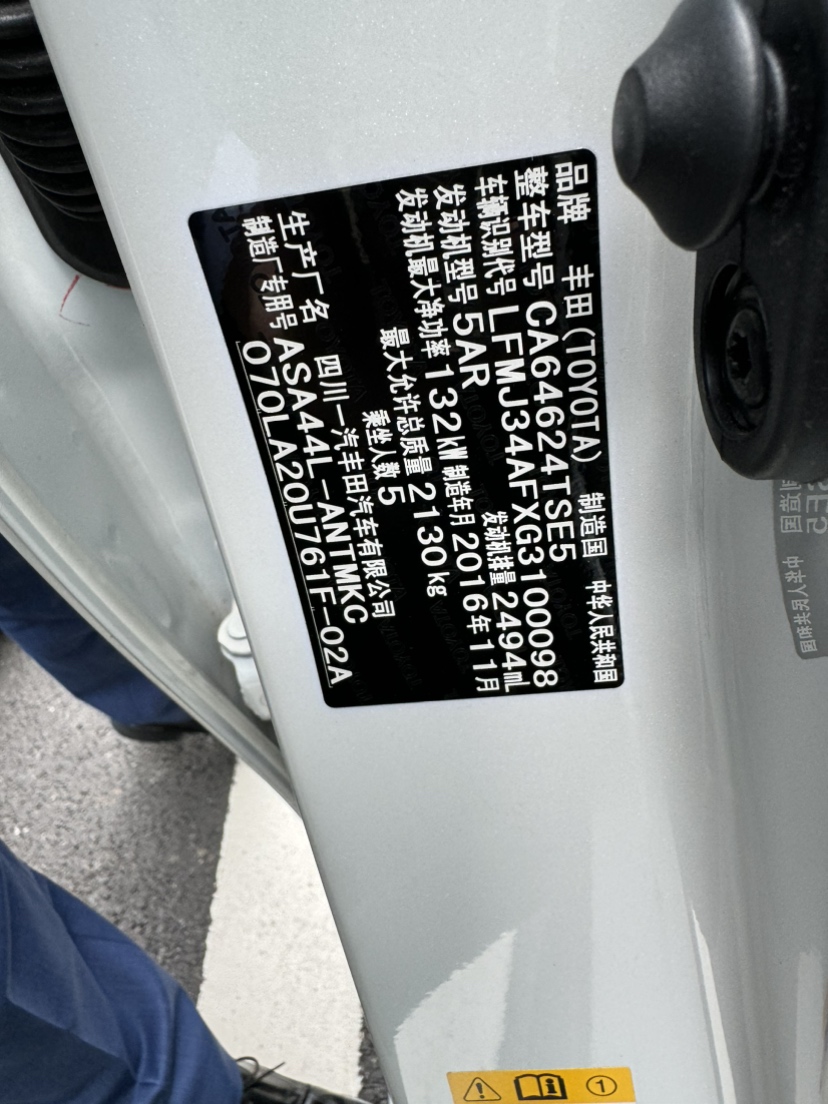 品牌 丰田(TOYOTA) 制造国 中华人民共和国
整车型号 CA64624TSE5
车辆识别代号 LFMJ34AFXG3100098
发动机型号 5AR 发动机排量 2494ml
发动机最大净功率 132kW 制造年月 2016年11月
最大允许总质量 2130kg
乘坐人数 5
生产厂名 四川一汽丰田汽车有限公司
制造厂专用号 ASA44L-ANTMKC
070LA20U761F-02A
1